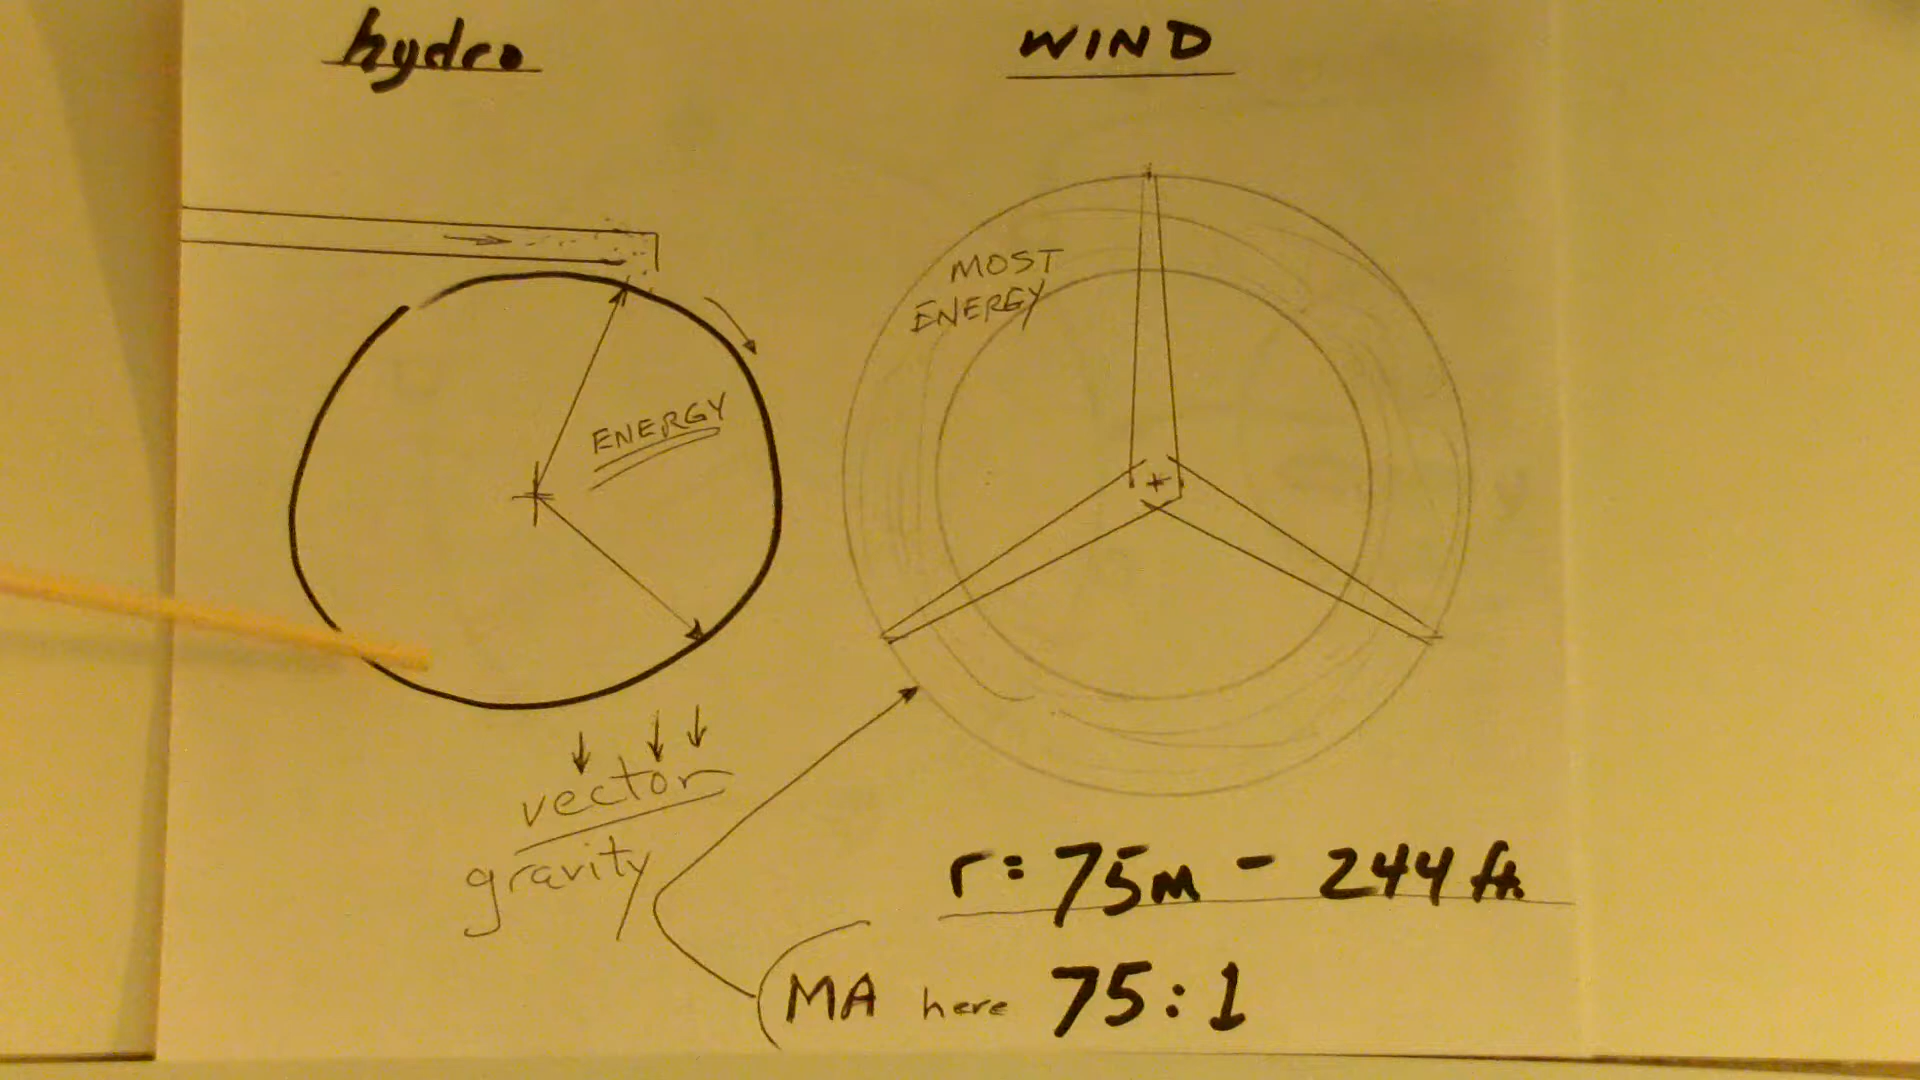 hydro
WIND
MOST
ENERGY
ENERGY
vector
gravity
r: 75m - 244 ft.
MA here 75:1